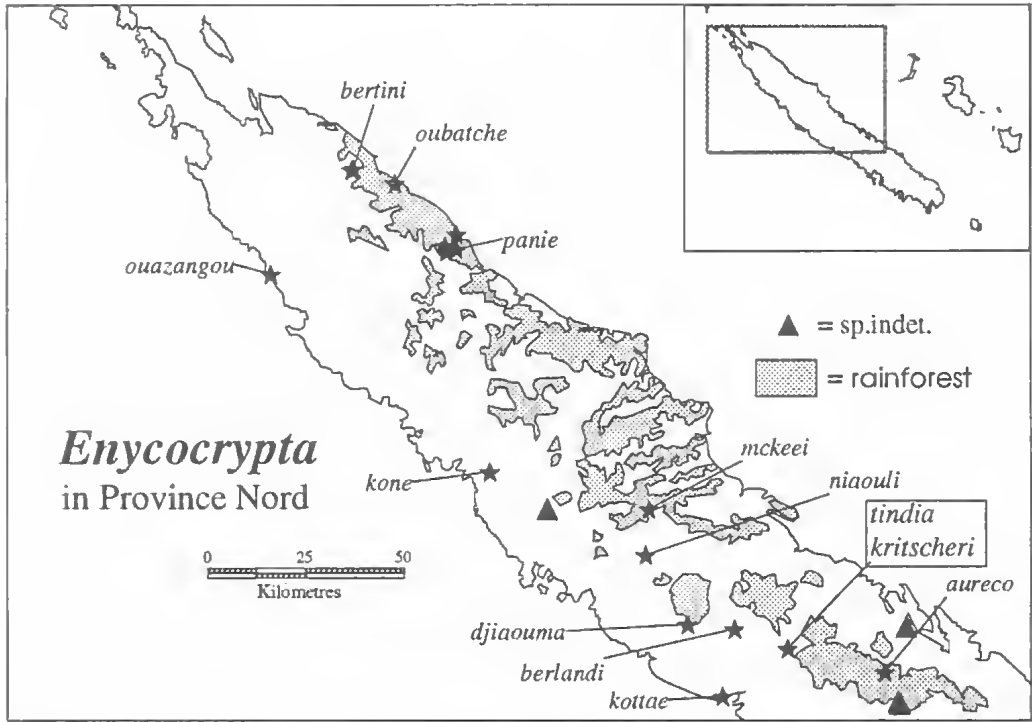 bertini
oubatche
panie
ouazangou
▲ = sp.indet.
= rainforest
Enycocrypta
in Province Nord
kone
mckeei
niaouli
tindia
kritscheri
aureco
0 25 50
Kilometres
djiaouma
berlandi
kottae